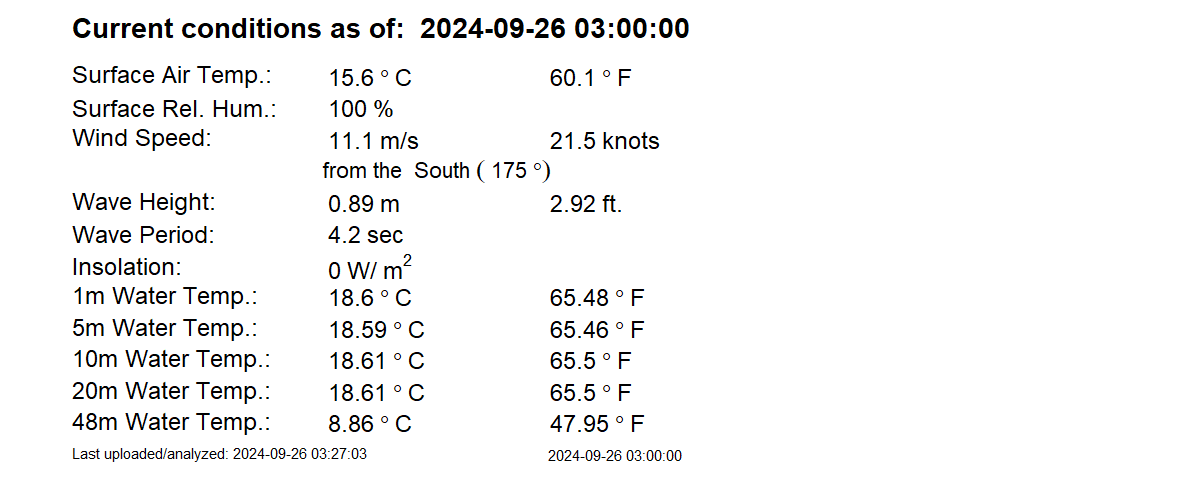 Current conditions as of: 2024-09-26 03:00:00
Surface Air Temp.: 15.6 ° C 60.1 ° F
Surface Rel. Hum.: 100 %
Wind Speed: 11.1 m/s 21.5 knots
from the South ( 175 °)
Wave Height: 0.89 m 2.92 ft.
Wave Period: 4.2 sec
Insolation: 0 W/ m²
1m Water Temp.: 18.6 ° C 65.48 ° F
5m Water Temp.: 18.59 ° C 65.46 ° F
10m Water Temp.: 18.61 ° C 65.5 ° F
20m Water Temp.: 18.61 ° C 65.5 ° F
48m Water Temp.: 8.86 ° C 47.95 ° F
Last uploaded/analyzed: 2024-09-26 03:27:03 2024-09-26 03:00:00